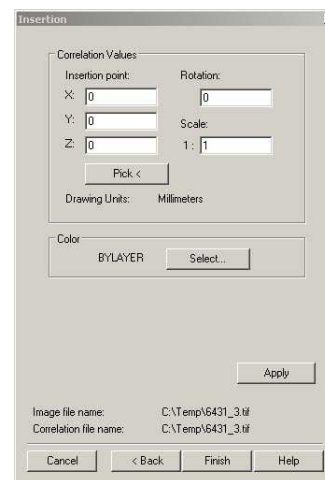 Insertion
Correlation Values
Insertion point: Rotation:
X: 0 0
Y: 0 Scale:
Z: 0 1 : 1
Pick <
Drawing Units: Millimeters
Color
BYLAYER Select...
Apply
Image file name: C:\Temp\6431_3.tif
Correlation file name: C:\Temp\6431_3.tif
Cancel < Back Finish Help